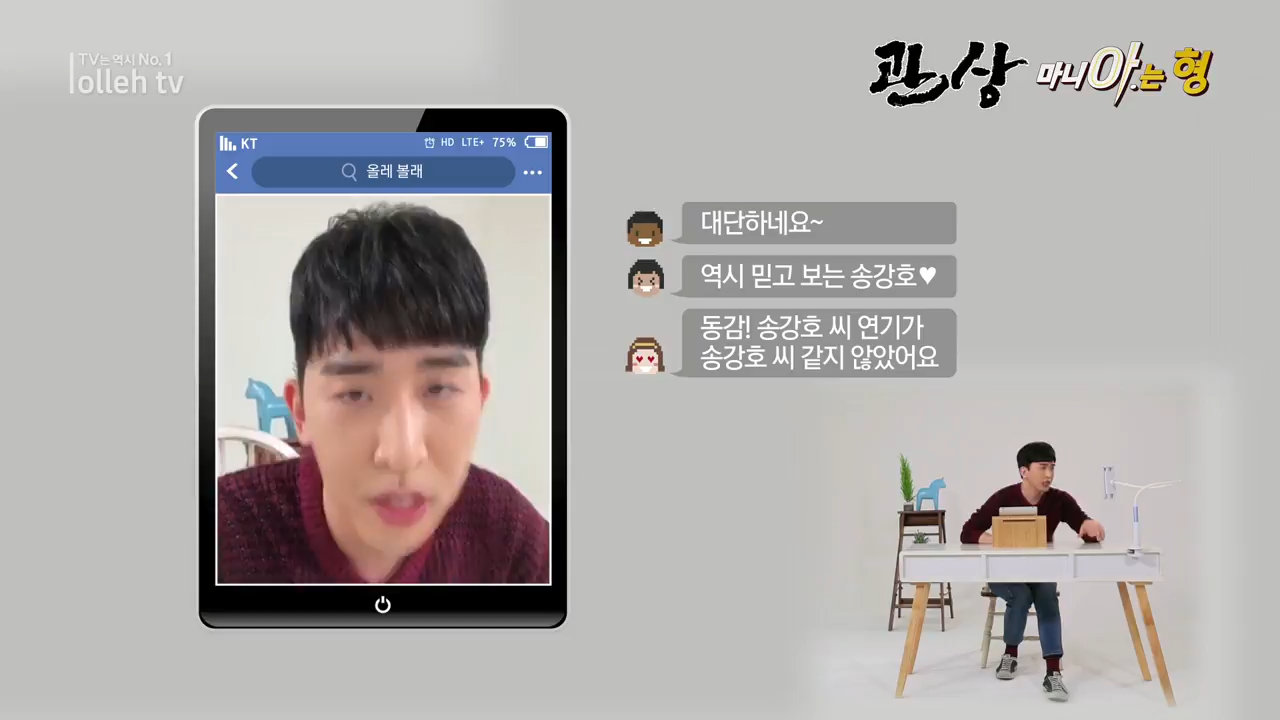 TV는 역시 No.1
olleh tv
관상 마니아는 형
KT HD LTE+ 75%
올레 볼래
대단하네요~
역시 믿고 보는 송강호♥
동감! 송강호 씨 연기가
송강호 씨 같지 않았어요